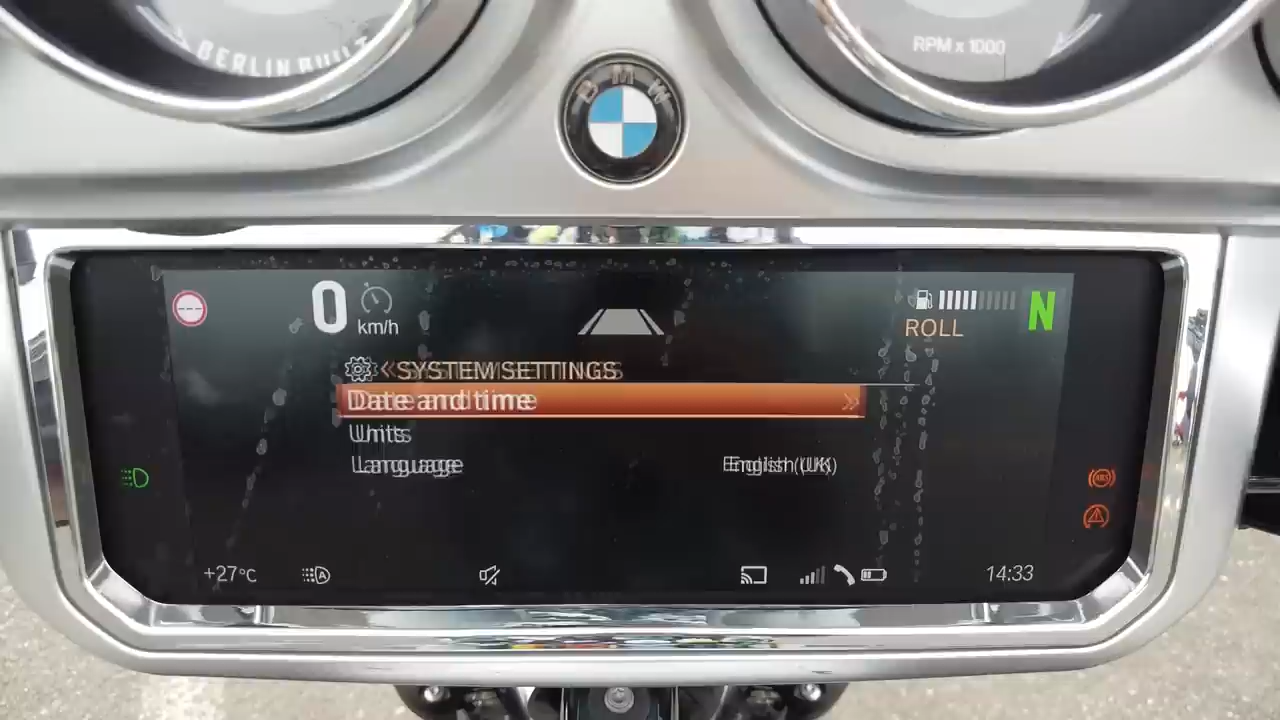 BERLIN BUILT
RPM x 1000
BMW
0
km/h
N
ROLL
« SYSTEM SETTINGS
Date and time »
Units
Language English (UK)
ABS
+27°C
A
14:33